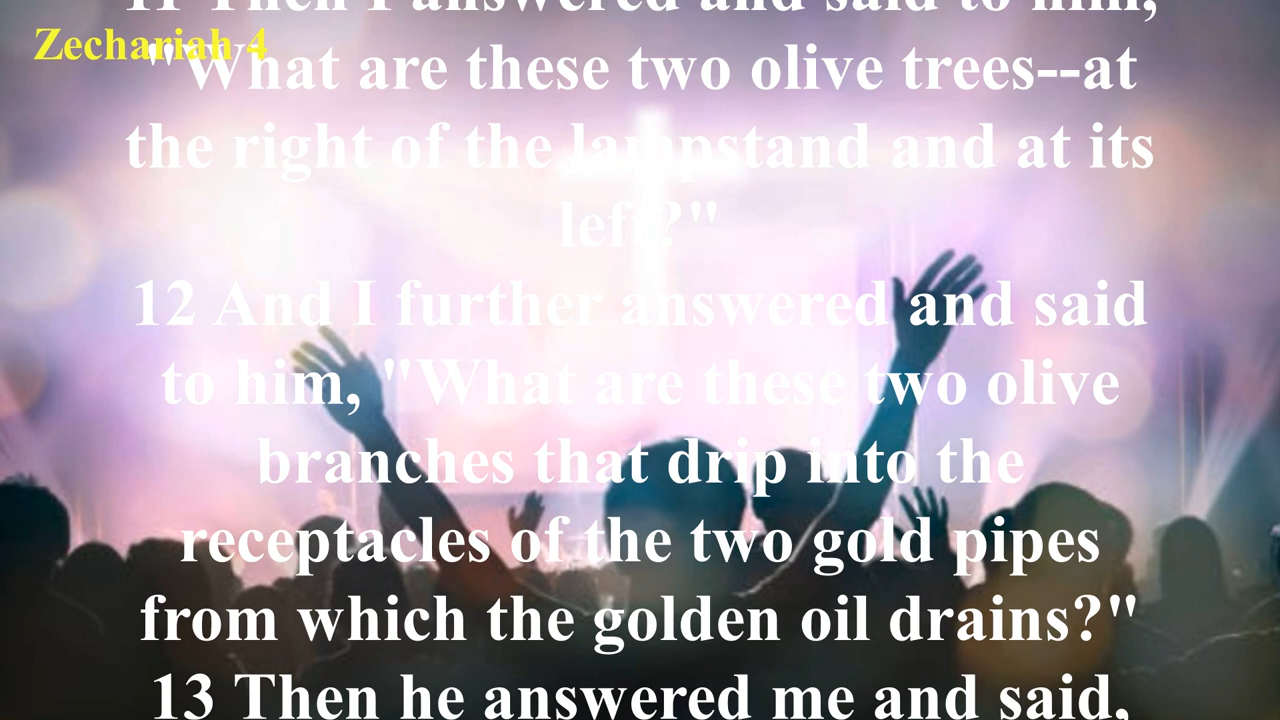 11 Then I answered and said to him,
Zechariah 4
"What are these two olive trees--at
the right of the lampstand and at its
left?"
12 And I further answered and said
to him, "What are these two olive
branches that drip into the
receptacles of the two gold pipes
from which the golden oil drains?"
13 Then he answered me and said,